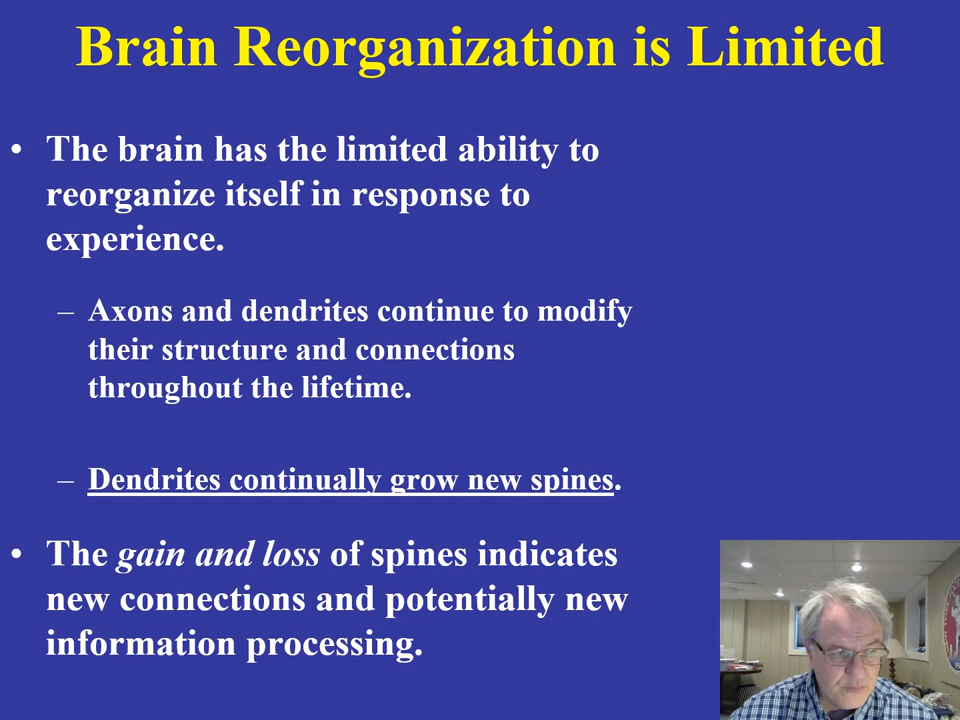 Brain Reorganization is Limited
• The brain has the limited ability to
reorganize itself in response to
experience.
– Axons and dendrites continue to modify
their structure and connections
throughout the lifetime.
– Dendrites continually grow new spines.
• The gain and loss of spines indicates
new connections and potentially new
information processing.